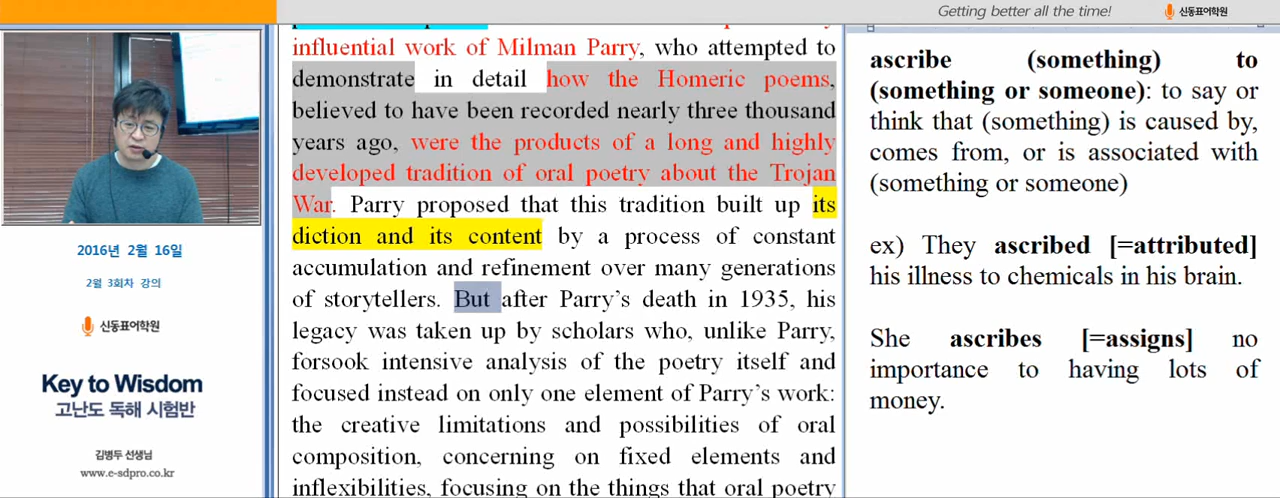 Getting better all the time!
신동표어학원
influential work of Milman Parry, who attempted to
demonstrate in detail how the Homeric poems,
believed to have been recorded nearly three thousand
years ago, were the products of a long and highly
developed tradition of oral poetry about the Trojan
War. Parry proposed that this tradition built up its
diction and its content by a process of constant
accumulation and refinement over many generations
of storytellers. But after Parry’s death in 1935, his
legacy was taken up by scholars who, unlike Parry,
forsook intensive analysis of the poetry itself and
focused instead on only one element of Parry’s work:
the creative limitations and possibilities of oral
composition, concerning on fixed elements and
inflexibilities, focusing on the things that oral poetry
ascribe (something) to
(something or someone): to say or
think that (something) is caused by,
comes from, or is associated with
(something or someone)
ex) They ascribed [=attributed]
his illness to chemicals in his brain.
She ascribes [=assigns] no
importance to having lots of
money.
2016년 2월 16일
2월 3회차 강의
신동표어학원
Key to Wisdom
고난도 독해 시험반
김병두 선생님
www.e-sdpro.co.kr